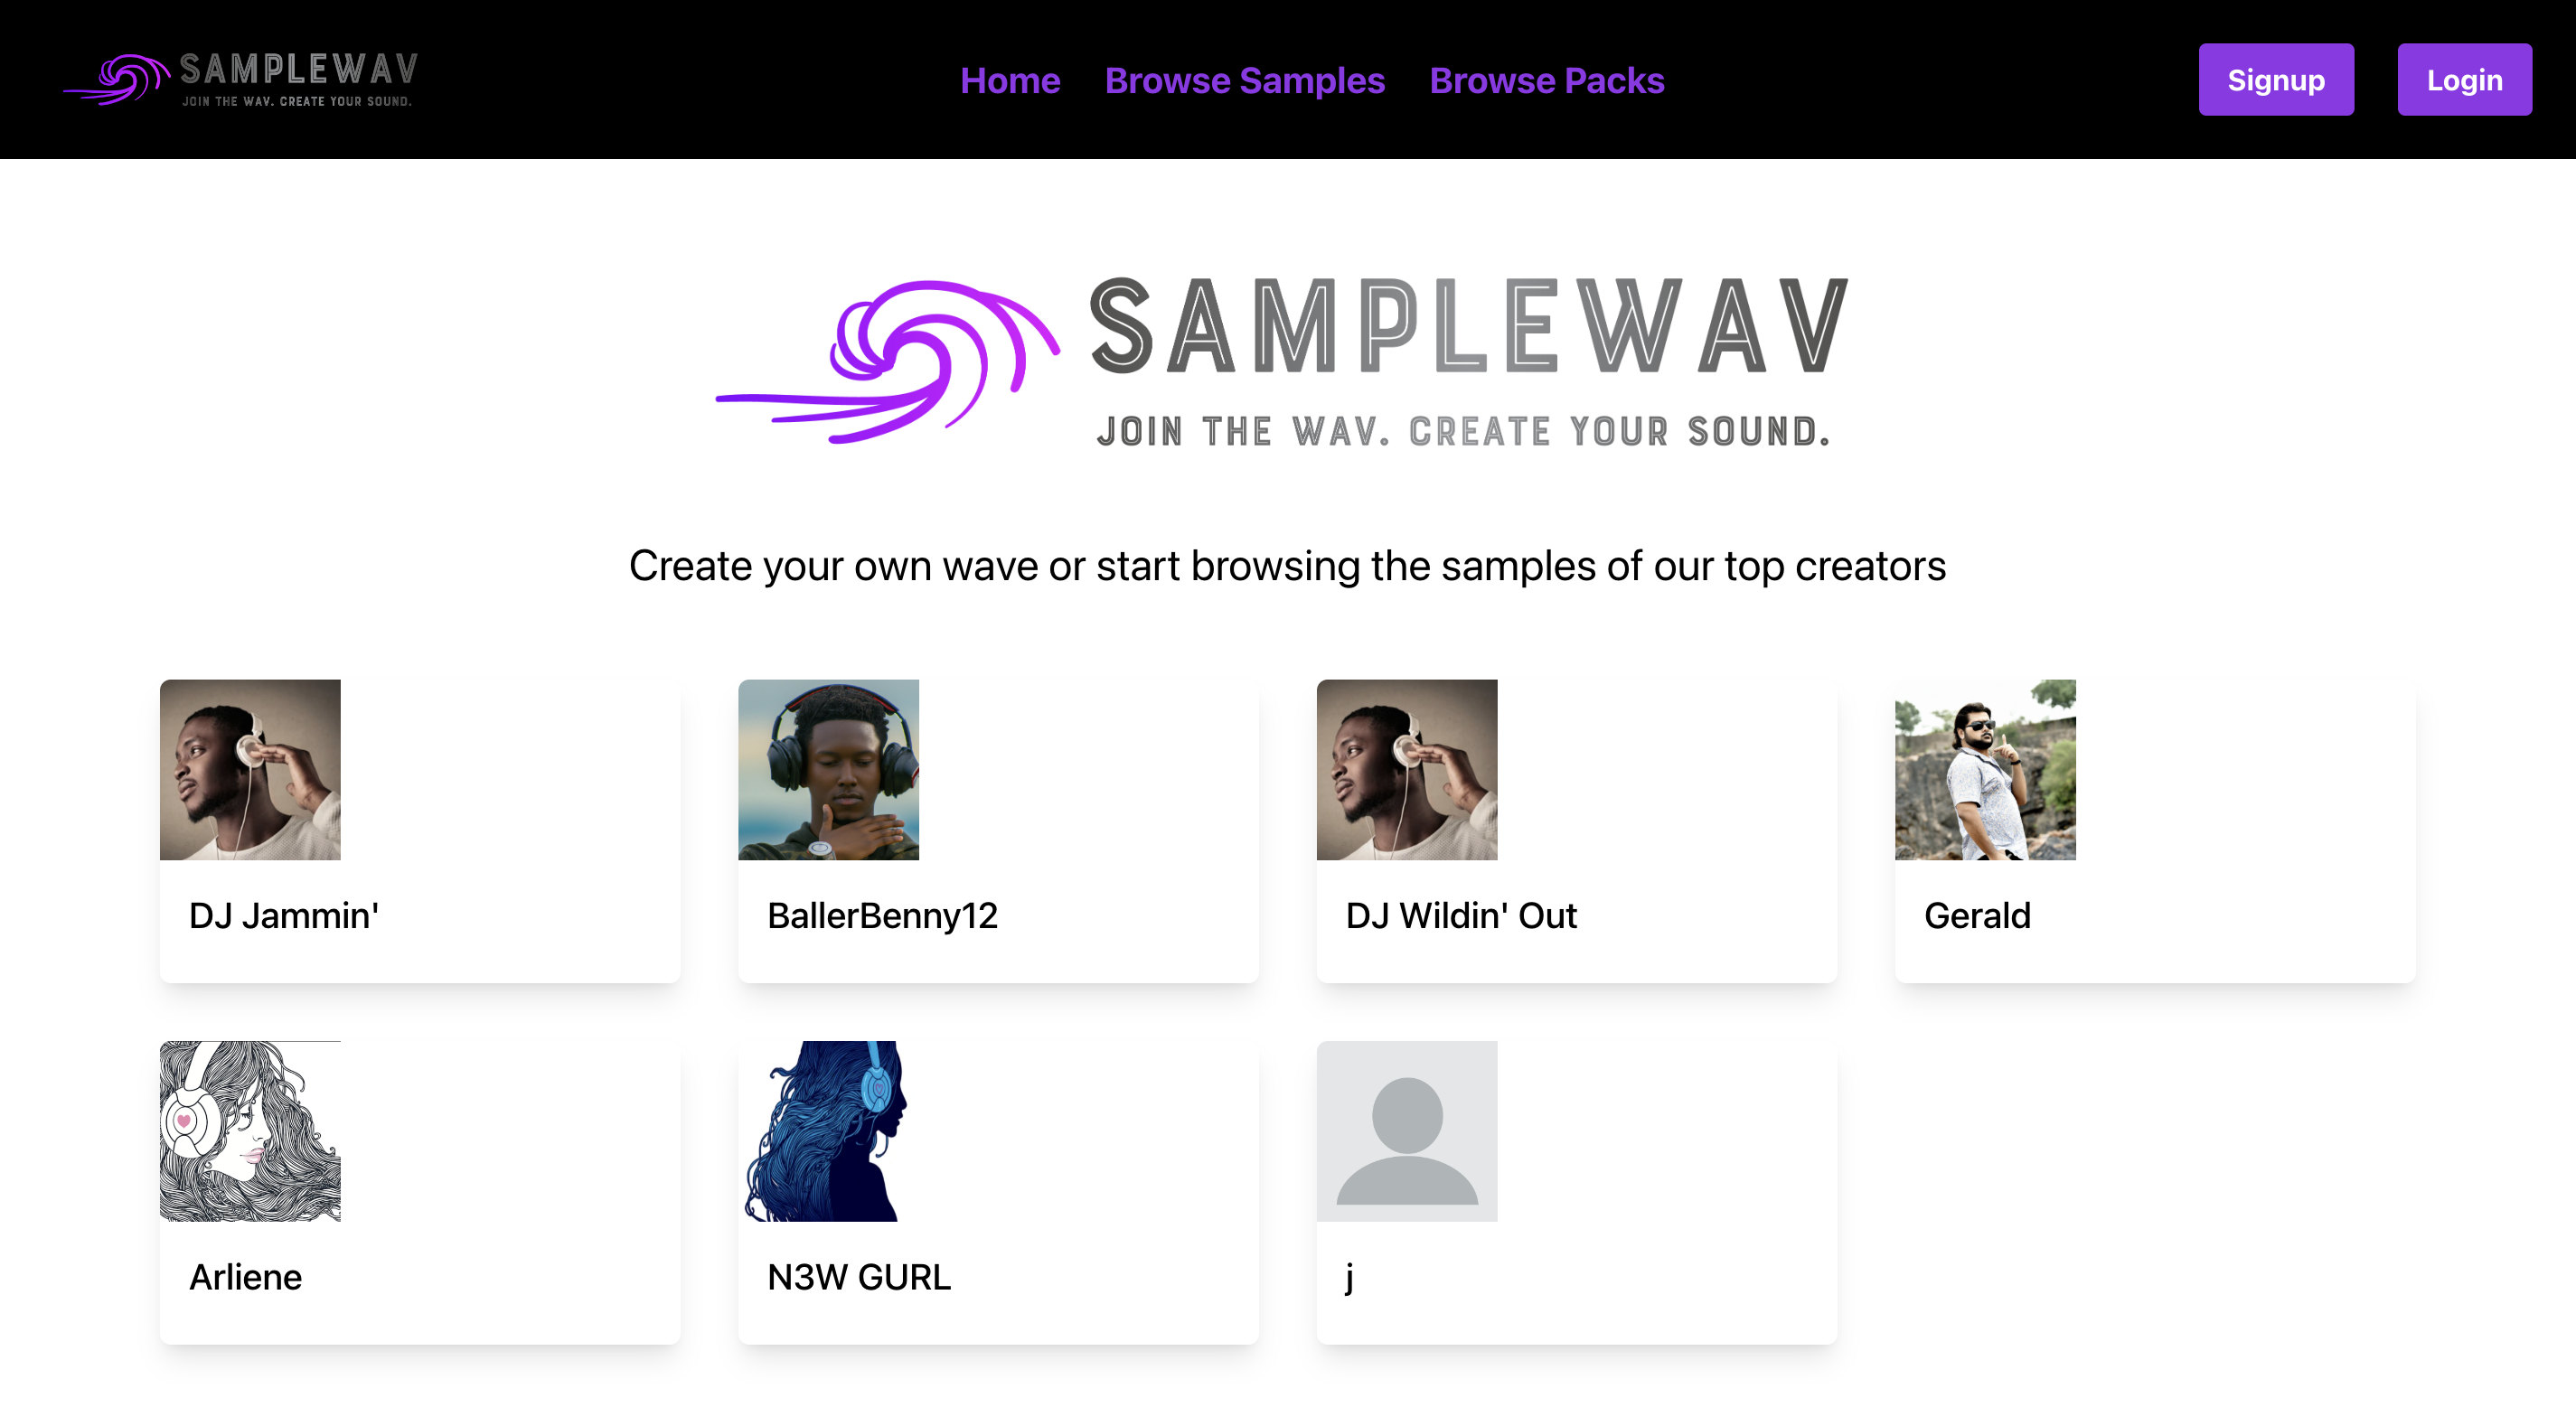 SAMPLEWAV
JOIN THE WAV. CREATE YOUR SOUND.
Home Browse Samples Browse Packs
Signup Login
SAMPLEWAV
JOIN THE WAV. CREATE YOUR SOUND.
Create your own wave or start browsing the samples of our top creators
DJ Jammin' BallerBenny12 DJ Wildin' Out Gerald
Arliene N3W GURL j